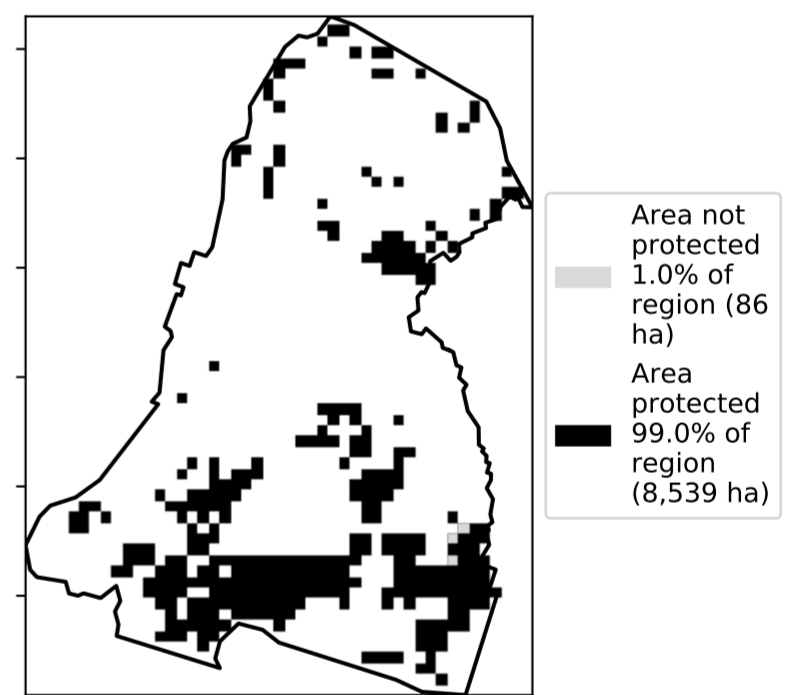 Area not
protected
1.0% of
region (86
ha)
Area
protected
99.0% of
region
(8,539 ha)